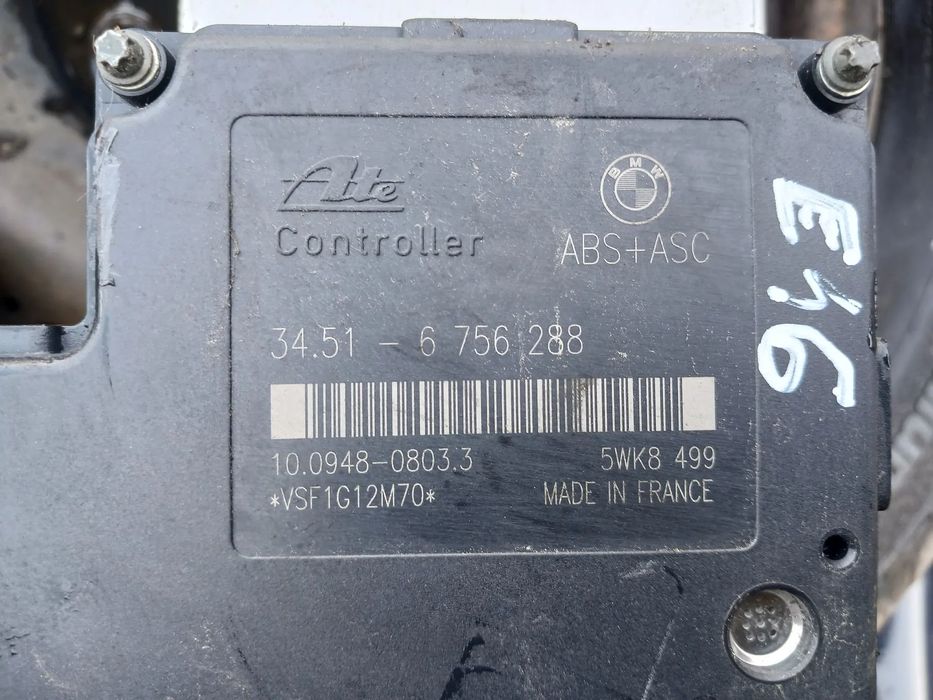 Ate
BMW
Controller
ABS+ASC
34.51 - 6 756 288
10.0948-0803.3
5WK8 499
*VSF1G12M70*
MADE IN FRANCE
E46